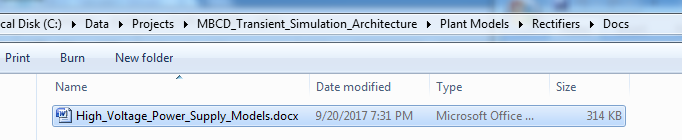 cal Disk (C:) ▸ Data ▸ Projects ▸ MBCD_Transient_Simulation_Architecture ▸ Plant Models ▸ Rectifiers ▸ Docs
Print Burn New folder
Name Date modified Type Size
High_Voltage_Power_Supply_Models.docx 9/20/2017 7:31 PM Microsoft Office ... 314 KB